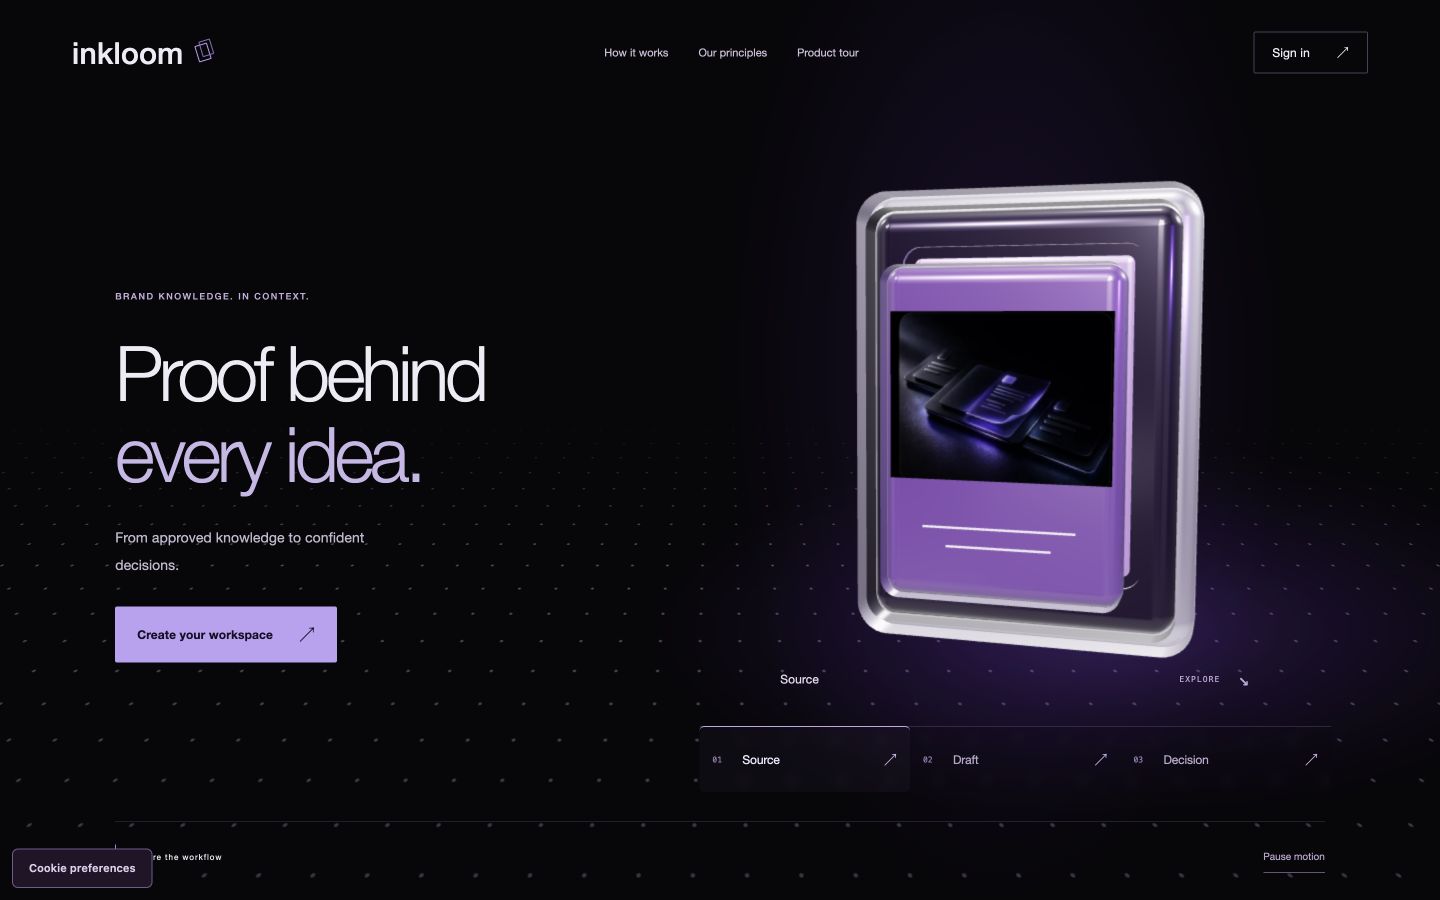 inkloom
How it works
Our principles
Product tour
Sign in
BRAND KNOWLEDGE. IN CONTEXT.
Proof behind
every idea.
From approved knowledge to confident
decisions.
Create your workspace
Source
EXPLORE
01 Source
02 Draft
03 Decision
re the workflow
Pause motion
Cookie preferences